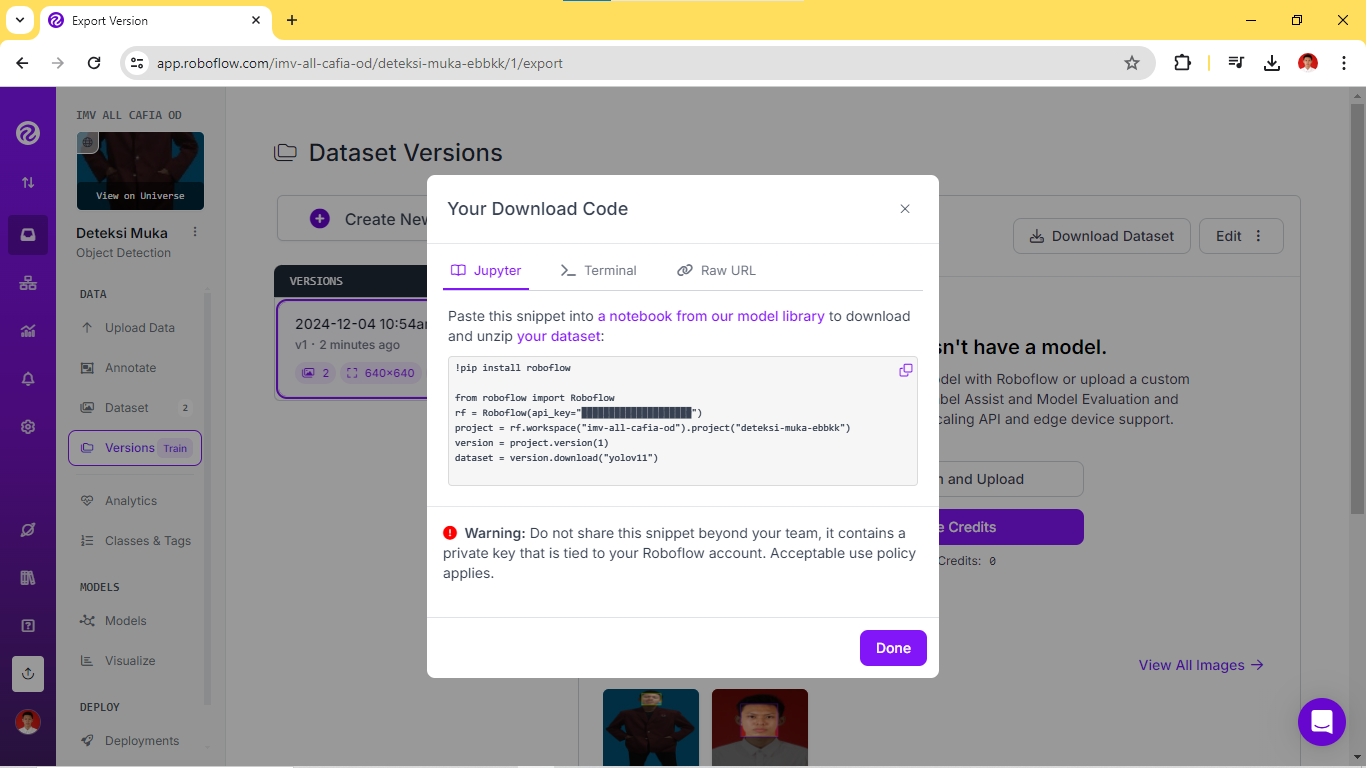 Export Version
app.roboflow.com/imv-all-cafia-od/deteksi-muka-ebbkk/1/export
IMV ALL CAFIA OD
View on Universe
Deteksi Muka
Object Detection
DATA
Upload Data
Annotate
Dataset 2
Versions Train
Analytics
Classes & Tags
MODELS
Models
Visualize
DEPLOY
Deployments
Dataset Versions
Create New
VERSIONS
2024-12-04 10:54am
v1 · 2 minutes ago
2 640×640
Download Dataset
Edit
Your Download Code
Jupyter
Terminal
Raw URL
Paste this snippet into a notebook from our model library to download
and unzip your dataset:
!pip install roboflow
from roboflow import Roboflow
rf = Roboflow(api_key="███████████████████")
project = rf.workspace("imv-all-cafia-od").project("deteksi-muka-ebbkk")
version = project.version(1)
dataset = version.download("yolov11")
Warning: Do not share this snippet beyond your team, it contains a
private key that is tied to your Roboflow account. Acceptable use policy
applies.
Done
sn't have a model.
del with Roboflow or upload a custom
bel Assist and Model Evaluation and
caling API and edge device support.
n and Upload
e Credits
Credits: 0
View All Images